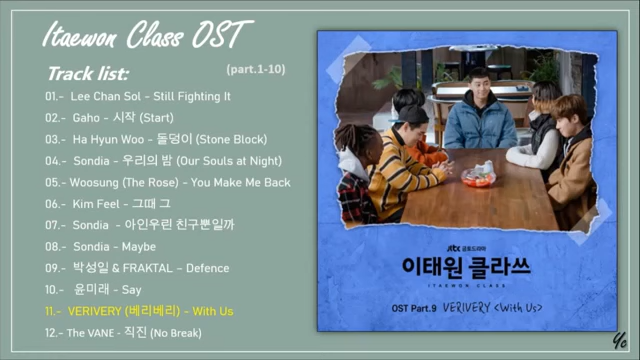 Itaewon Class OST
Track list:
(part.1-10)
01.- Lee Chan Sol - Still Fighting It
02.- Gaho - 시작 (Start)
03.- Ha Hyun Woo - 돌덩이 (Stone Block)
04.- Sondia - 우리의 밤 (Our Souls at Night)
05.- Woosung (The Rose) - You Make Me Back
06.- Kim Feel - 그때 그
07.- Sondia - 아인우린 친구뿐일까
08.- Sondia - Maybe
09.- 박성일 & FRAKTAL - Defence
10.- 윤미래 - Say
11.- VERIVERY (베리베리) - With Us
12.- The VANE - 직진 (No Break)
jtbc 금토드라마
이태원 클라쓰
ITAEWON CLASS
OST Part.9 VERIVERY <With Us>
Yc